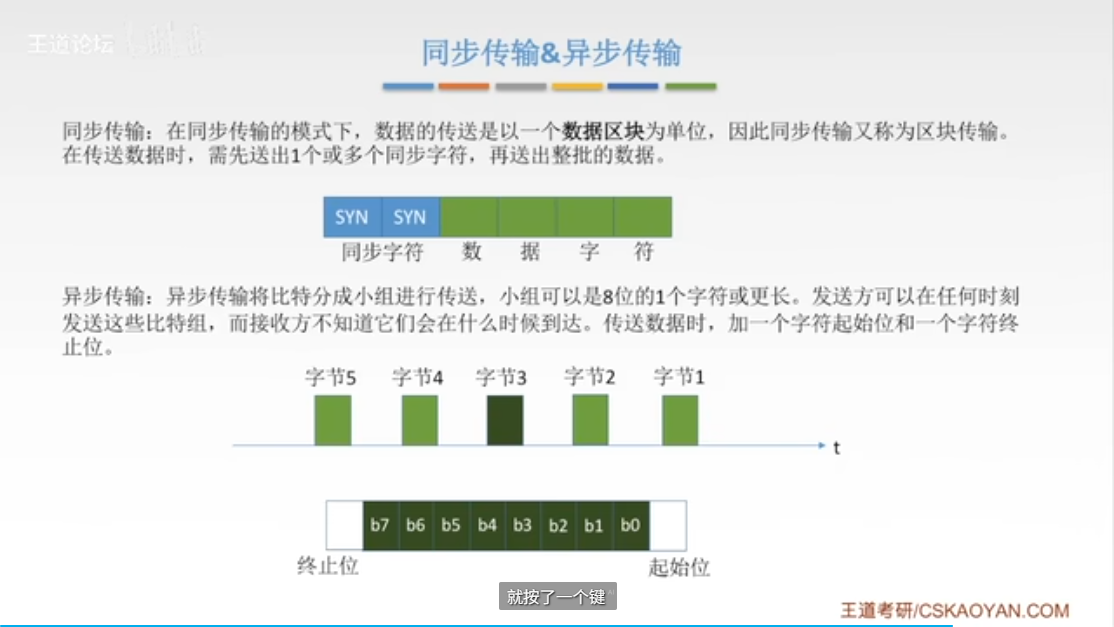 王道论坛
同步传输&异步传输
同步传输：在同步传输的模式下，数据的传送是以一个数据区块为单位，因此同步传输又称为区块传输。
在传送数据时，需先送出1个或多个同步字符，再送出整批的数据。
SYN SYN
同步字符 数 据 字 符
异步传输：异步传输将比特分成小组进行传送，小组可以是8位的1个字符或更长。发送方可以在任何时刻
发送这些比特组，而接收方不知道它们会在什么时候到达。传送数据时，加一个字符起始位和一个字符终
止位。
字节5 字节4 字节3 字节2 字节1
t
b7 b6 b5 b4 b3 b2 b1 b0
终止位 起始位
就按了一个键
王道考研/CSKAOYAN.COM